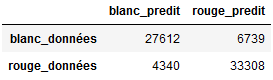 blanc_predit rouge_predit
blanc_données 27612 6739
rouge_données 4340 33308